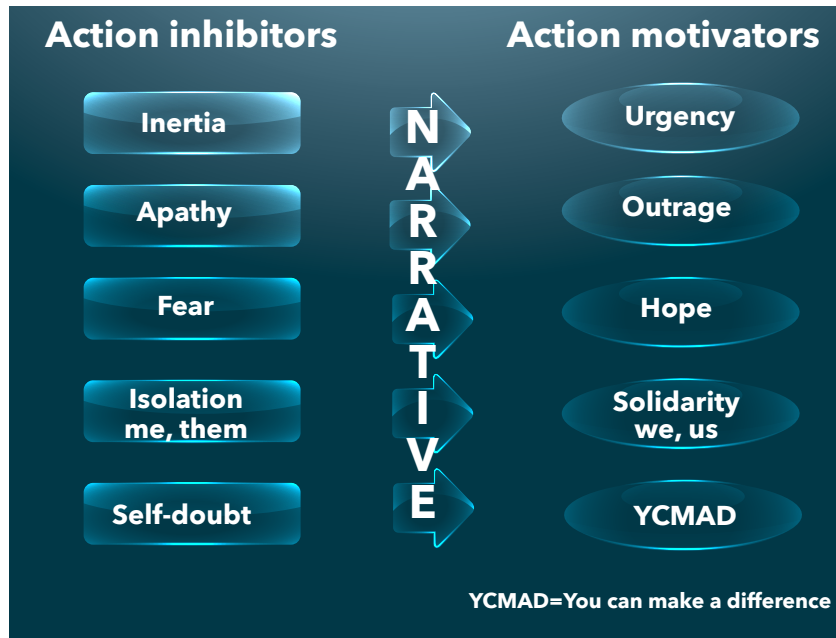 Action inhibitors
Action motivators
Inertia
Urgency
Apathy
Outrage
Fear
Hope
Isolation
me, them
Solidarity
we, us
Self-doubt
YCMAD
NARRATIVE
YCMAD=You can make a difference